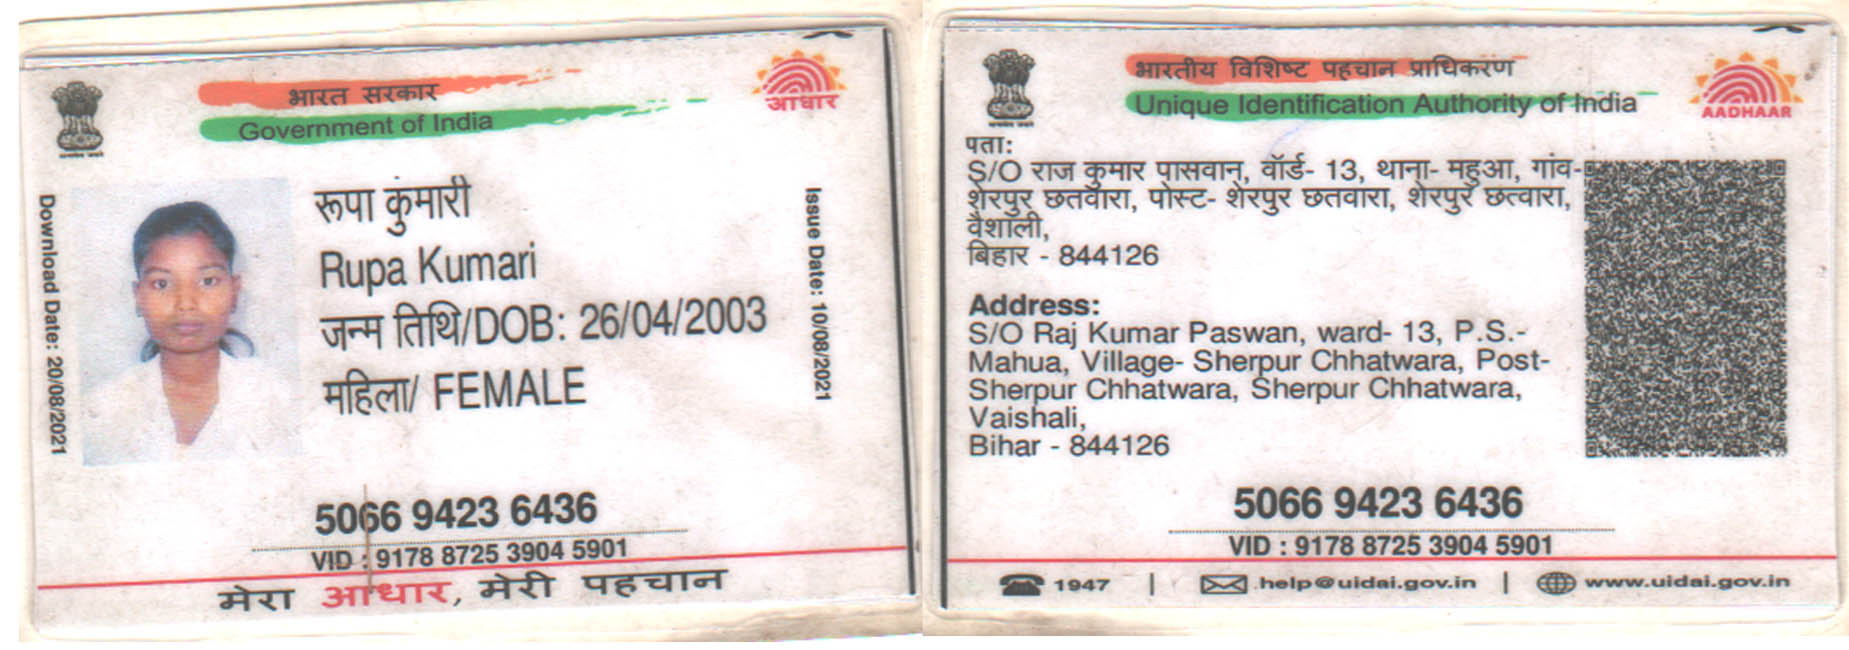 भारत सरकार
Government of India
आधार
Download Date: 20/08/2021
रूपा कुमारी
Rupa Kumari
जन्म तिथि/DOB: 26/04/2003
महिला/ FEMALE
Issue Date: 10/08/2021
5066 9423 6436
VID : 9178 8725 3904 5901
मेरा आधार, मेरी पहचान
भारतीय विशिष्ट पहचान प्राधिकरण
Unique Identification Authority of India
AADHAAR
पता:
S/O राज कुमार पासवान, वॉर्ड- 13, थाना- महुआ, गांव-
शेरपुर छतवारा, पोस्ट- शेरपुर छतवारा, शेरपुर छत्वारा,
वैशाली,
बिहार - 844126
Address:
S/O Raj Kumar Paswan, ward- 13, P.S.-
Mahua, Village- Sherpur Chhatwara, Post-
Sherpur Chhatwara, Sherpur Chhatwara,
Vaishali,
Bihar - 844126
5066 9423 6436
VID : 9178 8725 3904 5901
1947 | help@uidai.gov.in | www.uidai.gov.in